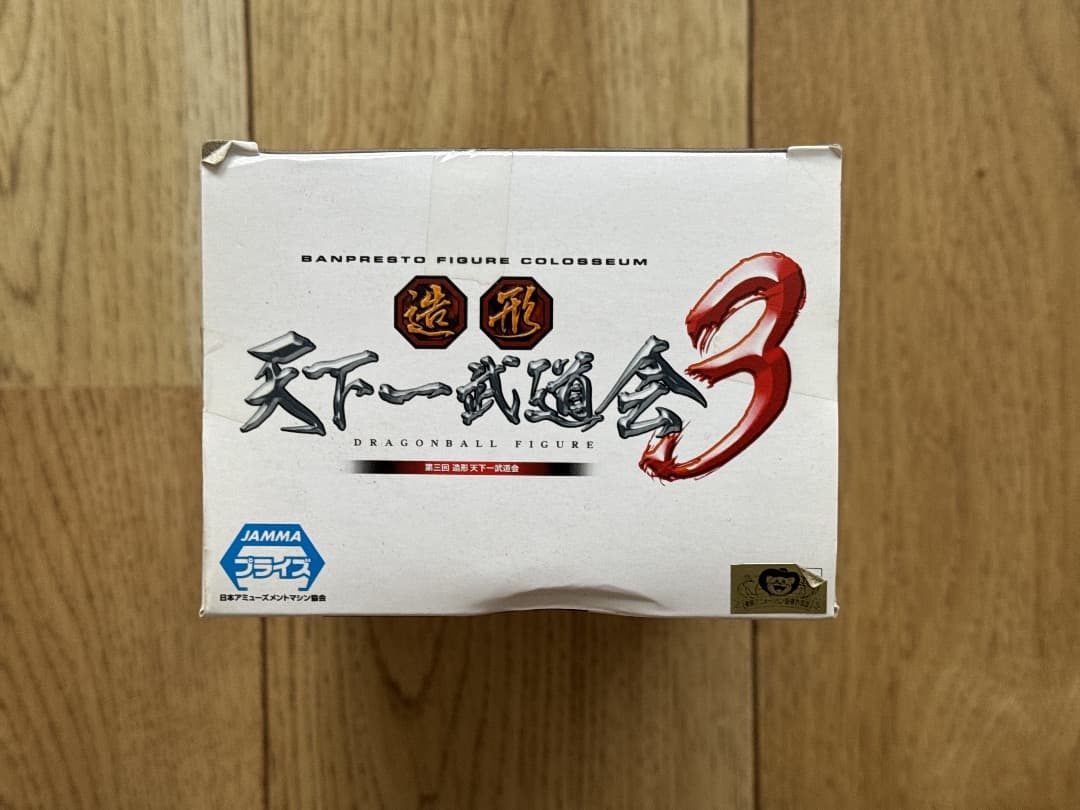 BANPRESTO FIGURE COLOSSEUM
造形
天下一武道会3
DRAGONBALL FIGURE
第三回 造形 天下一武道会
JAMMA
プライズ
日本アミューズメントマシン協会